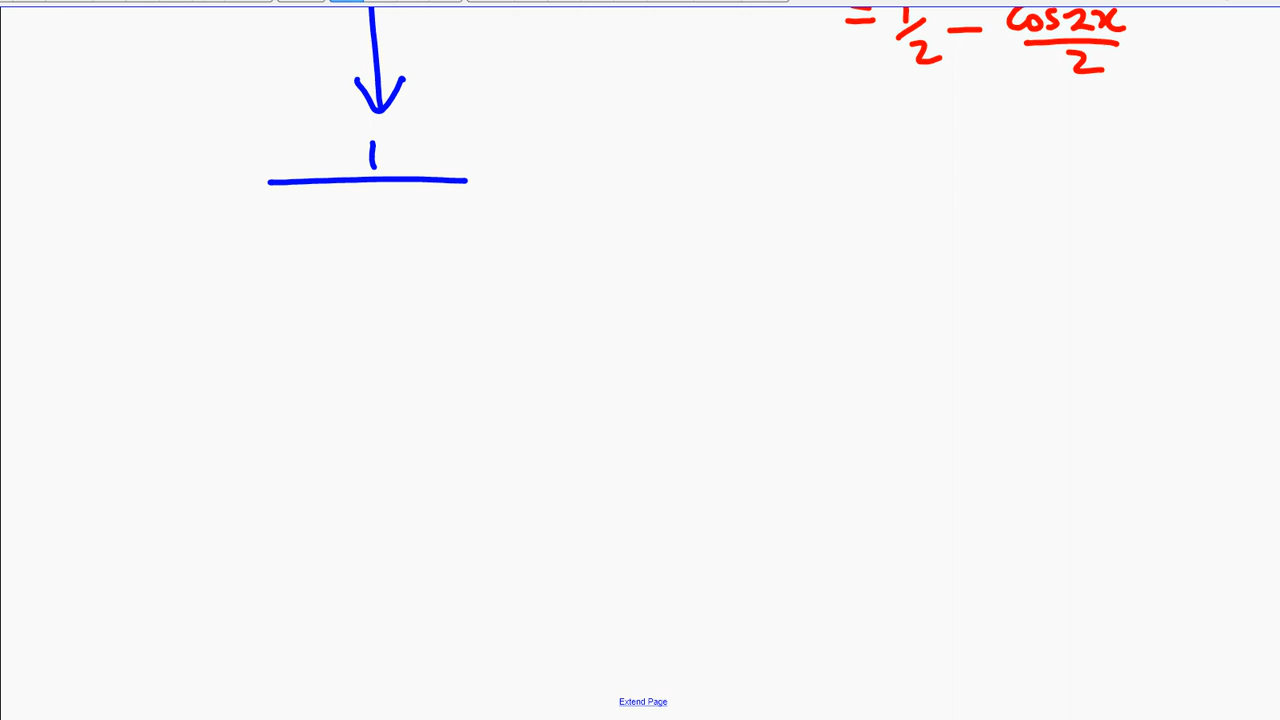 = 1/2 - cos2x/2
1
Extend Page